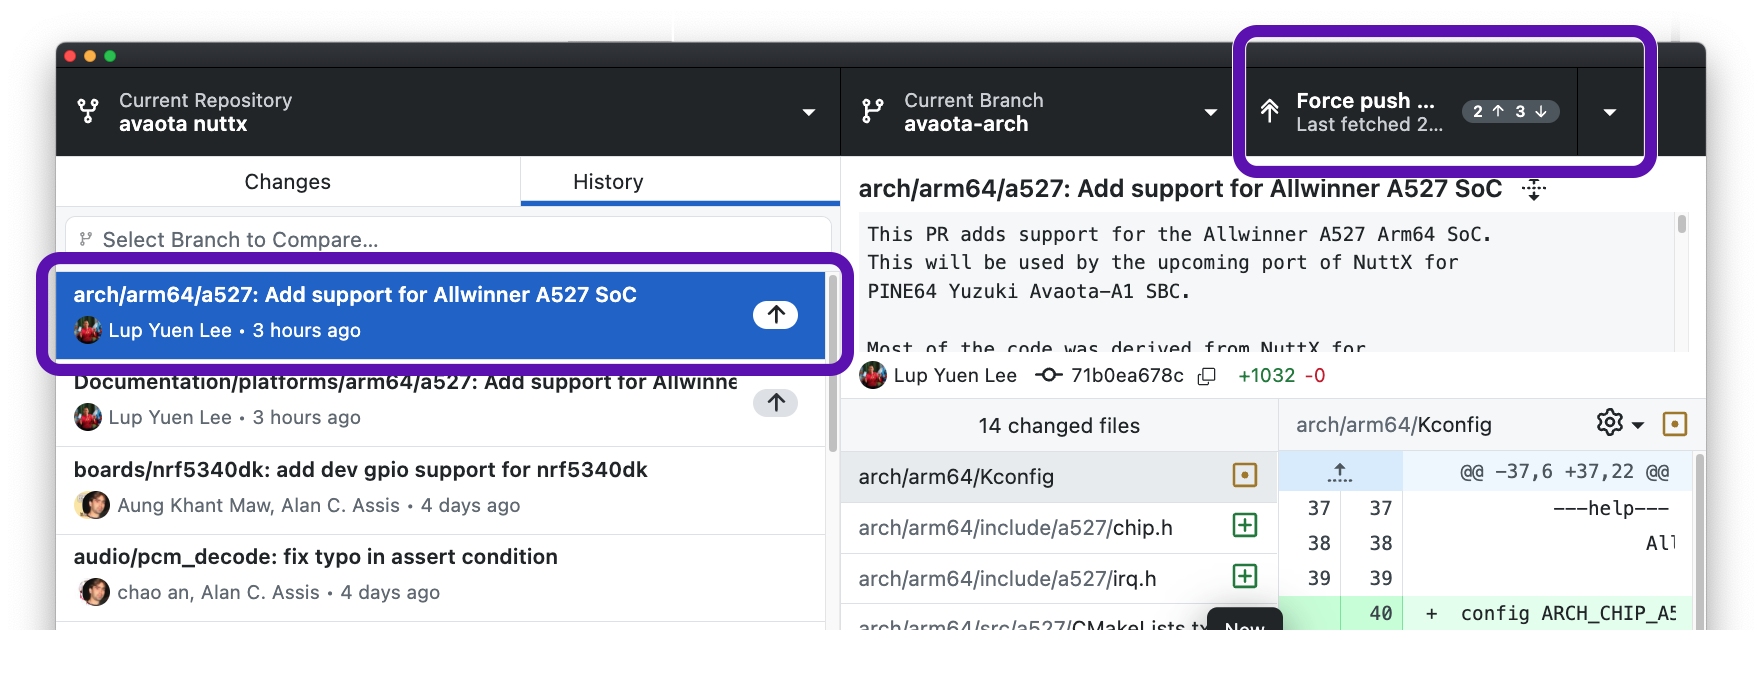 Current Repository
avaota nuttx
Current Branch
avaota-arch
Force push ...
Last fetched 2...
2 ↑ 3 ↓
Changes
History
Select Branch to Compare...
arch/arm64/a527: Add support for Allwinner A527 SoC
Lup Yuen Lee • 3 hours ago
Documentation/platforms/arm64/a527: Add support for Allwinne
Lup Yuen Lee • 3 hours ago
boards/nrf5340dk: add dev gpio support for nrf5340dk
Aung Khant Maw, Alan C. Assis • 4 days ago
audio/pcm_decode: fix typo in assert condition
chao an, Alan C. Assis • 4 days ago
arch/arm64/a527: Add support for Allwinner A527 SoC
This PR adds support for the Allwinner A527 Arm64 SoC.
This will be used by the upcoming port of NuttX for
PINE64 Yuzuki Avaota-A1 SBC.
Most of the code was derived from NuttX for
Lup Yuen Lee 71b0ea678c +1032 -0
14 changed files
arch/arm64/Kconfig
arch/arm64/include/a527/chip.h
arch/arm64/include/a527/irq.h
arch/arm64/src/a527/CMakeLists.tx
New
arch/arm64/Kconfig
@@ -37,6 +37,22 @@
37 37 ---help---
38 38 All
39 39
40 + config ARCH_CHIP_A5